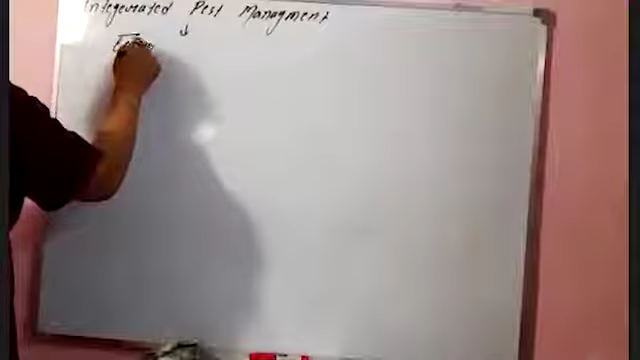 Integerated Pest Managment
↓